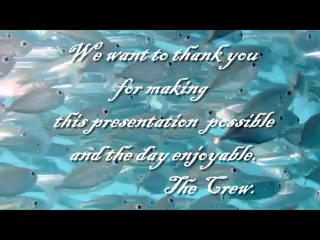 We want to thank you
for making
this presentation possible
and the day enjoyable.
The Crew.